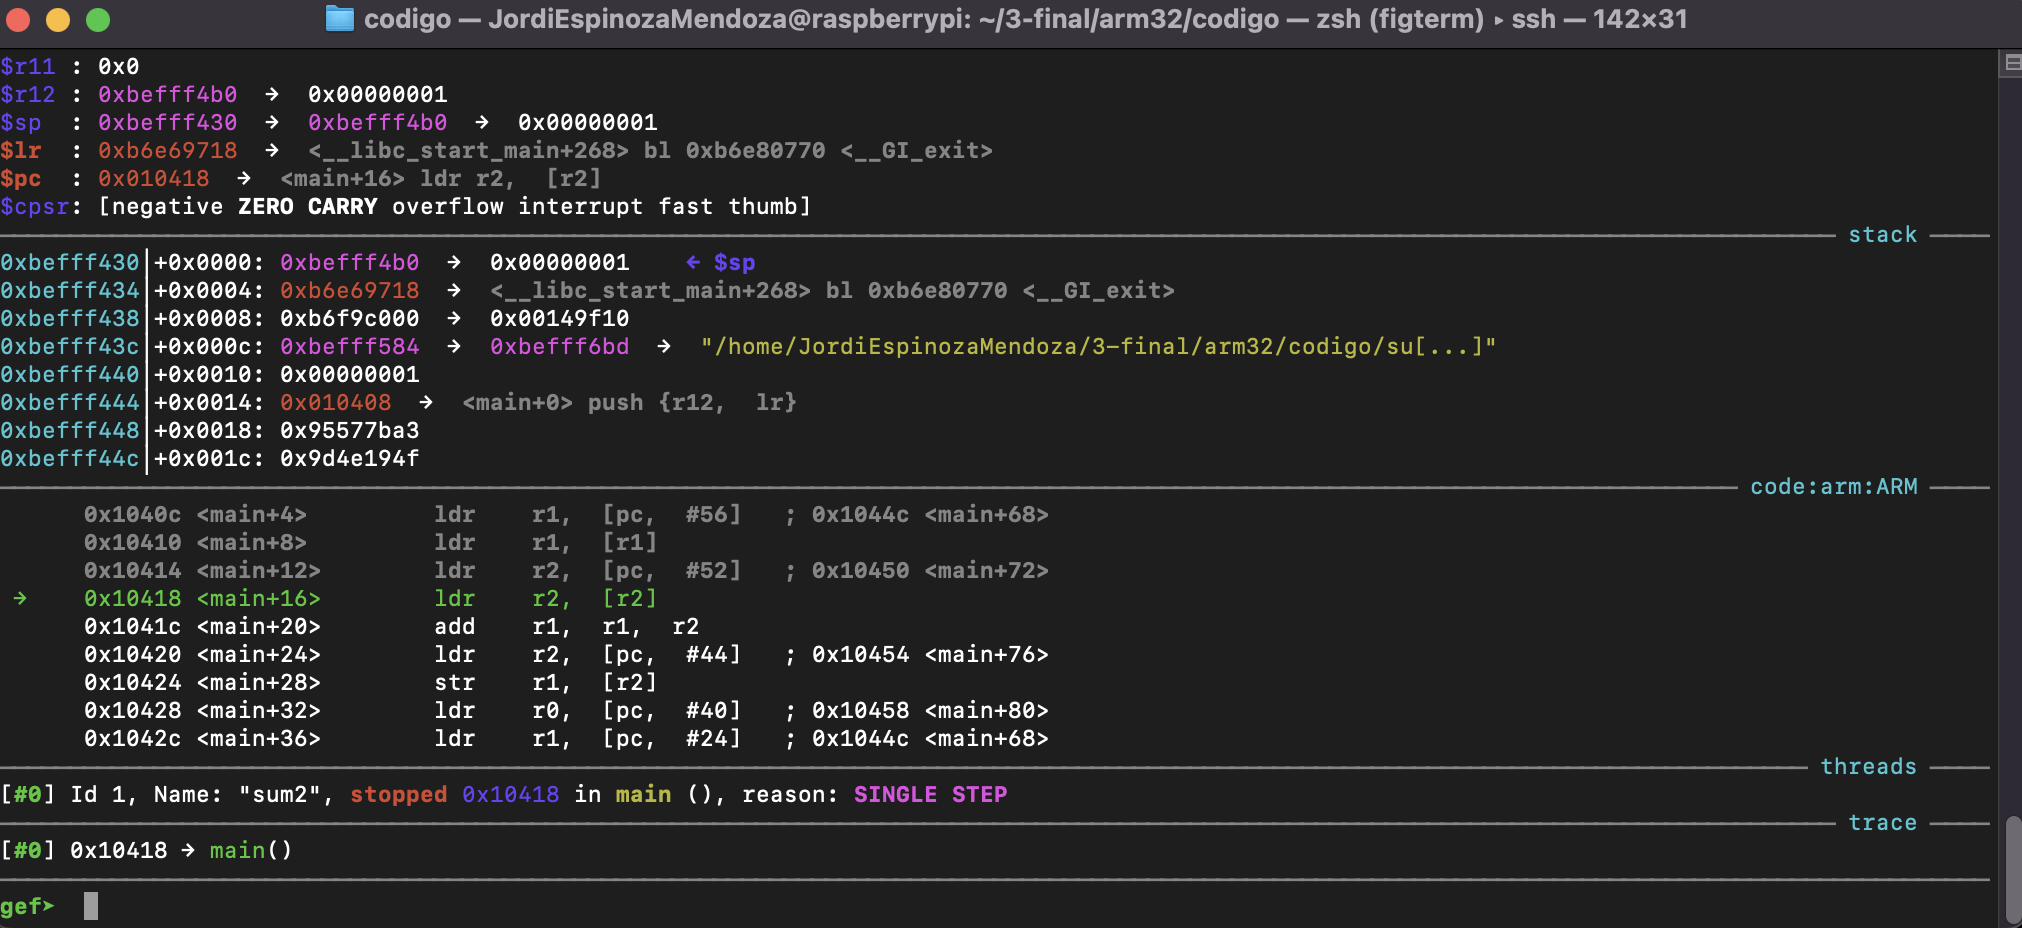 codigo — JordiEspinozaMendoza@raspberrypi: ~/3-final/arm32/codigo — zsh (figterm) ▸ ssh — 142×31
$r11 : 0x0
$r12 : 0xbefff4b0 → 0x00000001
$sp : 0xbefff430 → 0xbefff4b0 → 0x00000001
$lr : 0xb6e69718 → <__libc_start_main+268> bl 0xb6e80770 <__GI_exit>
$pc : 0x010418 → <main+16> ldr r2, [r2]
$cpsr: [negative ZERO CARRY overflow interrupt fast thumb]
stack
0xbefff430│+0x0000: 0xbefff4b0 → 0x00000001 ← $sp
0xbefff434│+0x0004: 0xb6e69718 → <__libc_start_main+268> bl 0xb6e80770 <__GI_exit>
0xbefff438│+0x0008: 0xb6f9c000 → 0x00149f10
0xbefff43c│+0x000c: 0xbefff584 → 0xbefff6bd → "/home/JordiEspinozaMendoza/3-final/arm32/codigo/su[...]"
0xbefff440│+0x0010: 0x00000001
0xbefff444│+0x0014: 0x010408 → <main+0> push {r12, lr}
0xbefff448│+0x0018: 0x95577ba3
0xbefff44c│+0x001c: 0x9d4e194f
code:arm:ARM
0x1040c <main+4> ldr r1, [pc, #56] ; 0x1044c <main+68>
0x10410 <main+8> ldr r1, [r1]
0x10414 <main+12> ldr r2, [pc, #52] ; 0x10450 <main+72>
→ 0x10418 <main+16> ldr r2, [r2]
0x1041c <main+20> add r1, r1, r2
0x10420 <main+24> ldr r2, [pc, #44] ; 0x10454 <main+76>
0x10424 <main+28> str r1, [r2]
0x10428 <main+32> ldr r0, [pc, #40] ; 0x10458 <main+80>
0x1042c <main+36> ldr r1, [pc, #24] ; 0x1044c <main+68>
threads
[#0] Id 1, Name: "sum2", stopped 0x10418 in main (), reason: SINGLE STEP
trace
[#0] 0x10418 → main()
gef➤